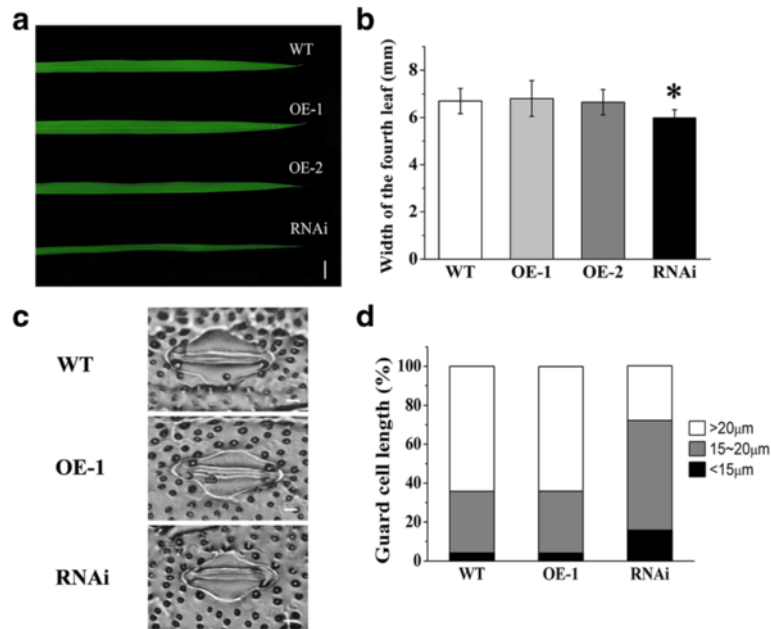 a
WT
OE-1
OE-2
RNAi
b
Width of the fourth leaf (mm)
8
6
4
2
0
*
WT OE-1 OE-2 RNAi
c
WT
OE-1
RNAi
d
Guard cell length (%)
100
80
60
40
20
0
WT OE-1 RNAi
>20μm
15~20μm
<15μm